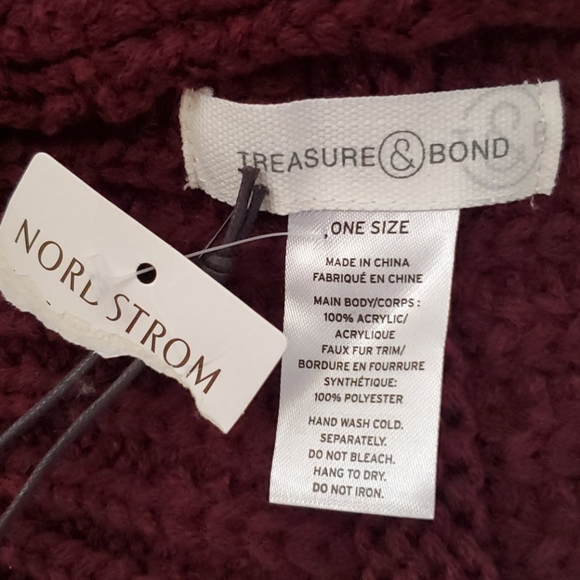 TREASURE & BOND
NORDSTROM
ONE SIZE
MADE IN CHINA
FABRIQUÉ EN CHINE
MAIN BODY/CORPS :
100% ACRYLIC/
ACRYLIQUE
FAUX FUR TRIM/
BORDURE EN FOURRURE
SYNTHÉTIQUE:
100% POLYESTER
HAND WASH COLD.
SEPARATELY.
DO NOT BLEACH.
HANG TO DRY.
DO NOT IRON.